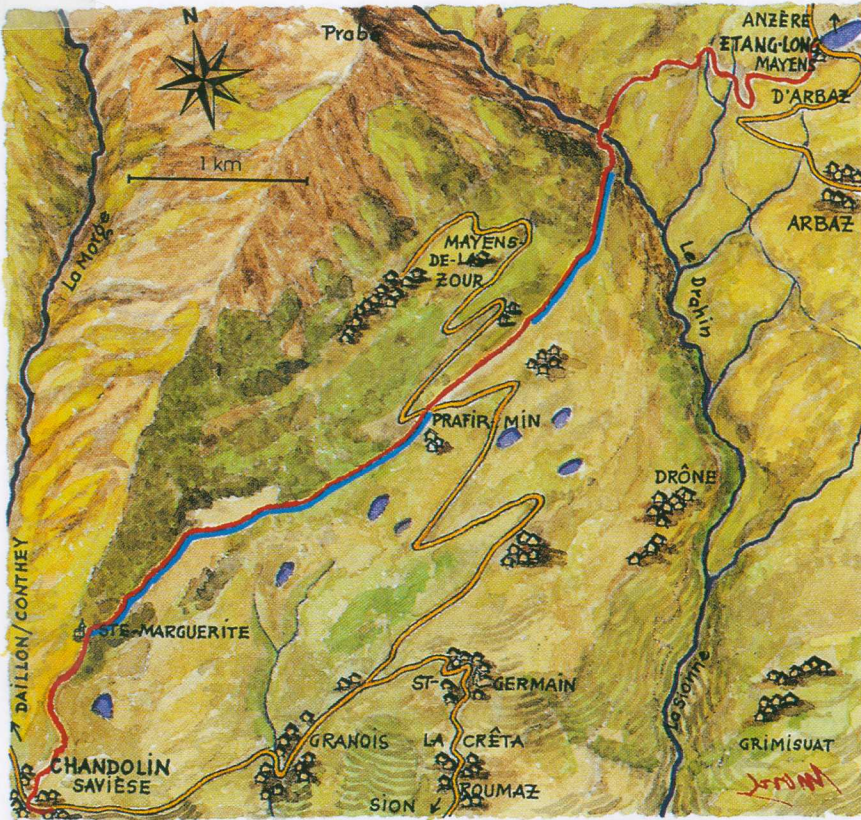 N
Prabé
ANZÈRE ↑
ETANG-LONG
MAYENS
D'ARBAZ
1 km
ARBAZ
La Morge
MAYENS-
DE-LA-
ZOUR
Le Drahin
PRAFIRMIN
DRÔNE
← DAILLON/CONTHEY
STE-MARGUERITE
ST-GERMAIN
La Sionne
GRANOIS
LA CRÊTA
GRIMISUAT
CHANDOLIN
SAVIÈSE
ROUMAZ
SION ↙